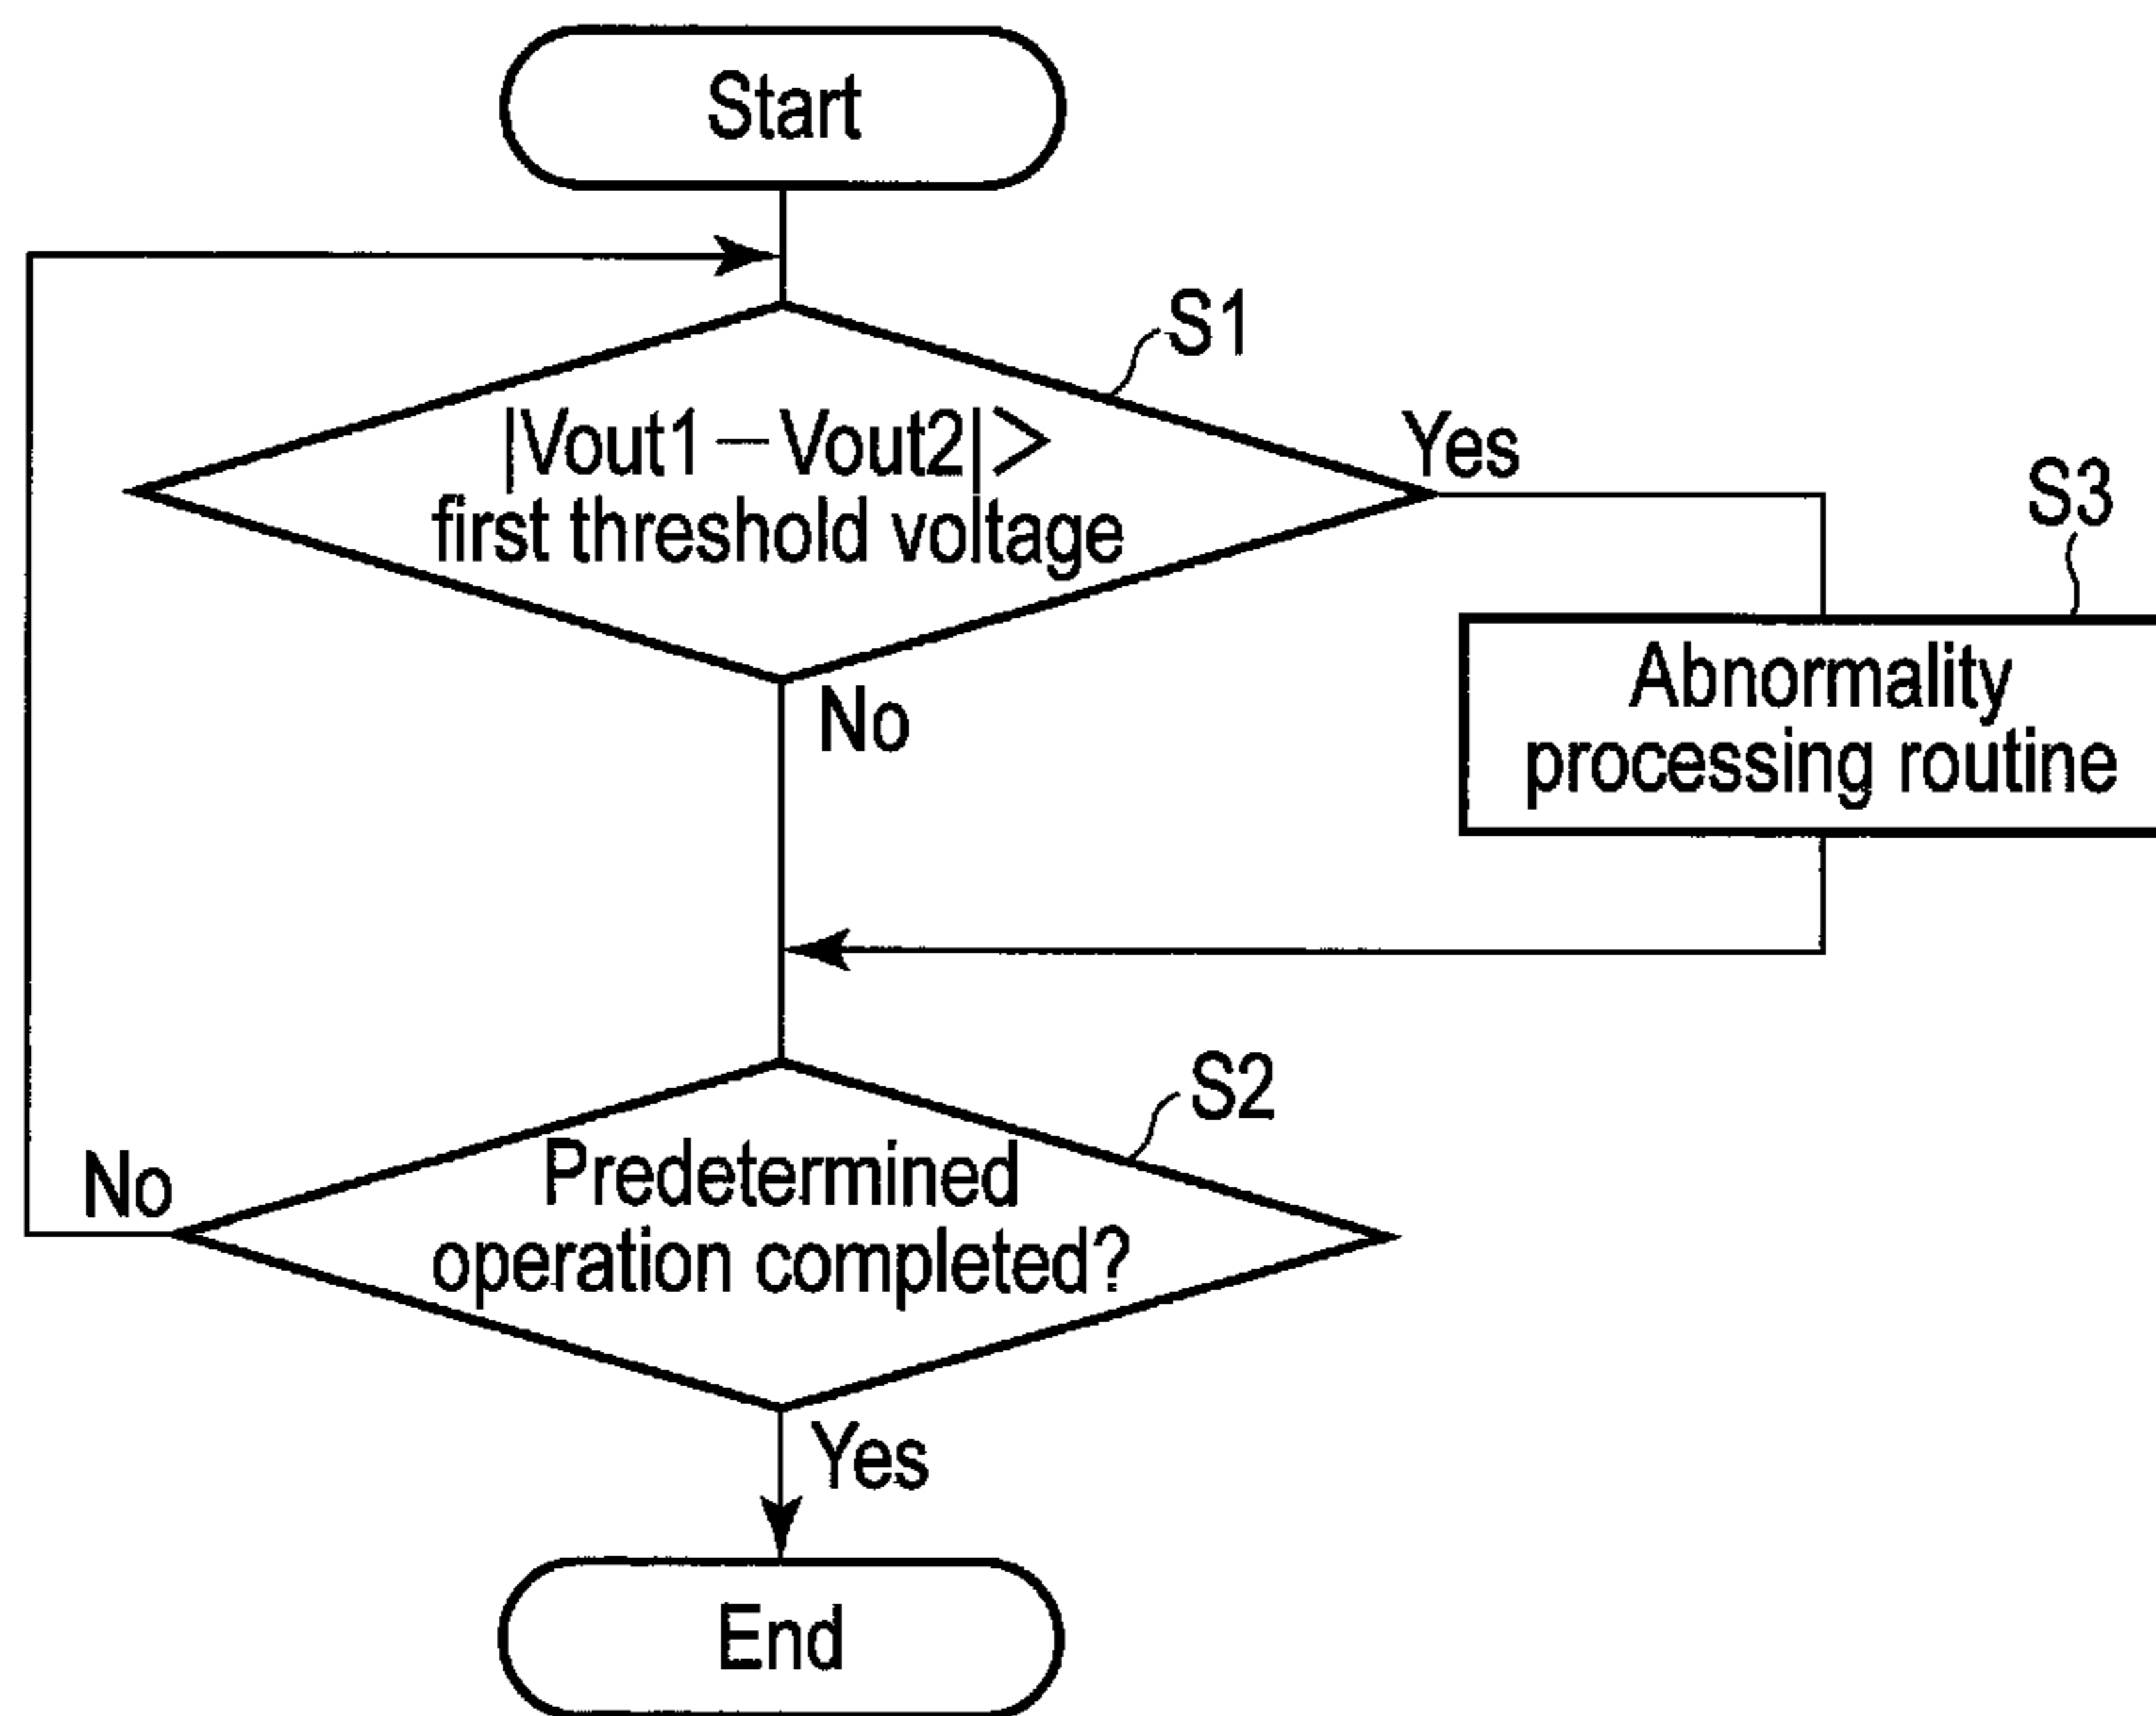 Start
S1
|Vout1－Vout2|>
first threshold voltage
Yes
S3
Abnormality
processing routine
No
S2
Predetermined
operation completed?
No
Yes
End